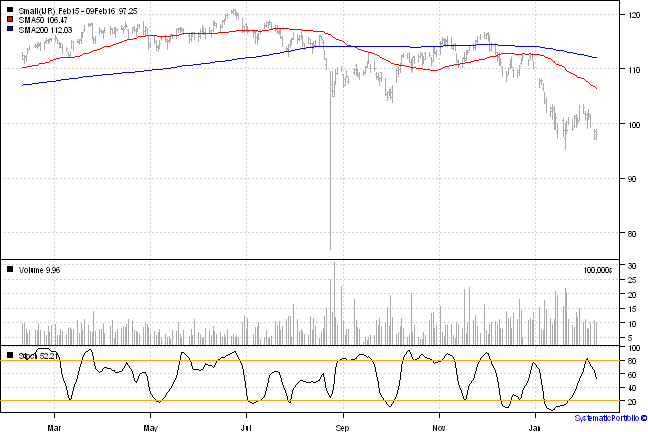 Small(IJR) Feb15 - 09Feb16 97.25
SMA50 106.47
SMA200 112.03
120
110
100
90
80
Volume 9.96
100,000s
30
25
20
15
10
5
Stoch 52.21
100
80
60
40
20
Mar May Jul Sep Nov Jan
SystematicPortfolio ©